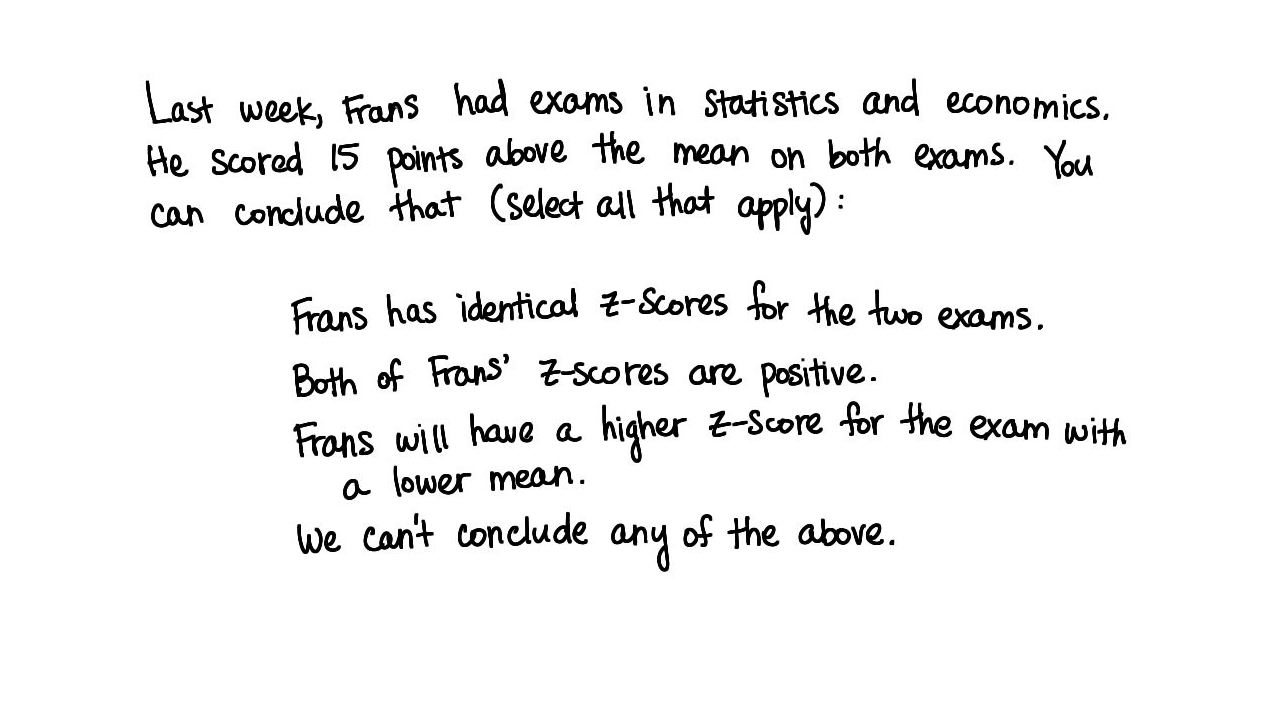 Last week, Frans had exams in statistics and economics.
He scored 15 points above the mean on both exams. You
can conclude that (select all that apply):
Frans has identical z-scores for the two exams.
Both of Frans' z-scores are positive.
Frans will have a higher z-score for the exam with
a lower mean.
We can't conclude any of the above.